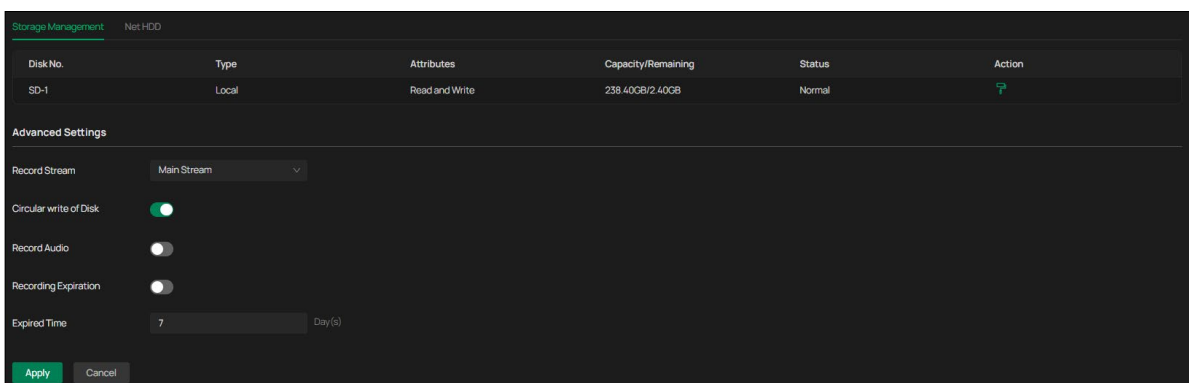 Storage Management Net HDD
Disk No. Type Attributes Capacity/Remaining Status Action
SD-1 Local Read and Write 238.40GB/2.40GB Normal
Advanced Settings
Record Stream Main Stream
Circular write of Disk
Record Audio
Recording Expiration
Expired Time 7 Day(s)
Apply Cancel